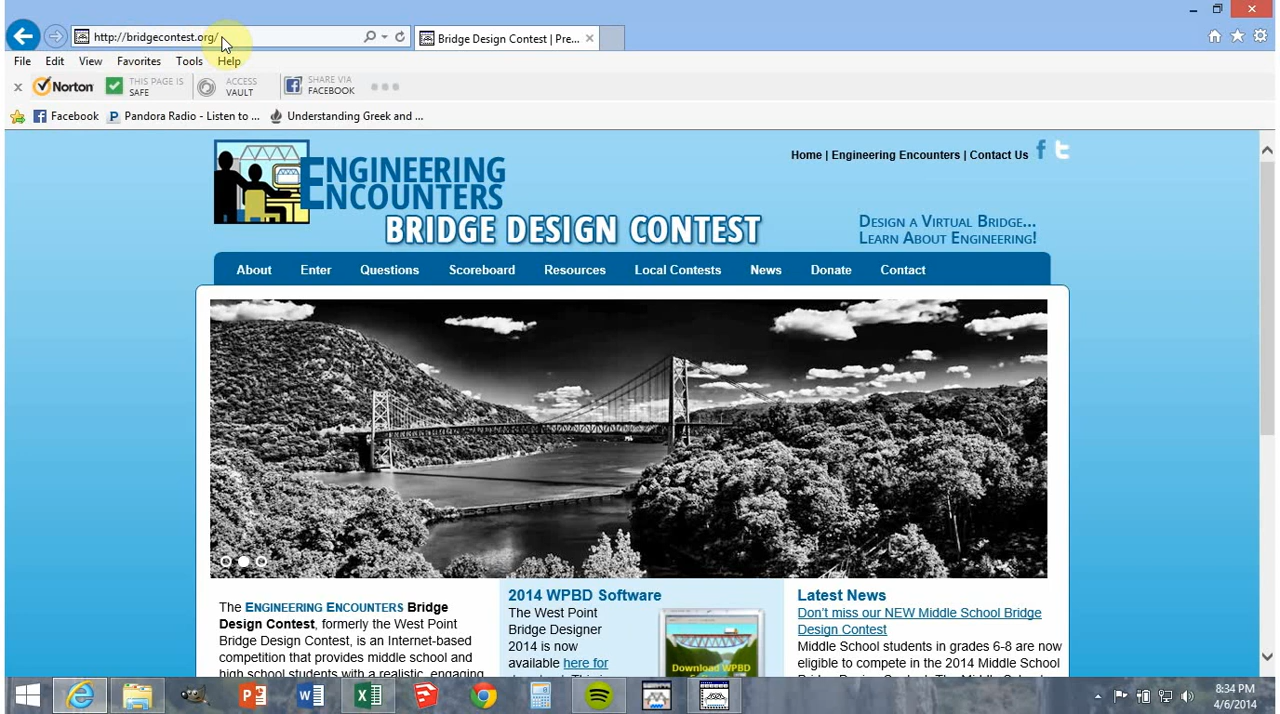 http://bridgecontest.org/
Bridge Design Contest | Pre...
File Edit View Favorites Tools Help
Norton THIS PAGE IS SAFE ACCESS VAULT SHARE VIA FACEBOOK
Facebook Pandora Radio - Listen to ... Understanding Greek and ...
Home | Engineering Encounters | Contact Us
ENGINEERING
ENCOUNTERS
BRIDGE DESIGN CONTEST
DESIGN A VIRTUAL BRIDGE...
LEARN ABOUT ENGINEERING!
About Enter Questions Scoreboard Resources Local Contests News Donate Contact
The ENGINEERING ENCOUNTERS Bridge
Design Contest, formerly the West Point
Bridge Design Contest, is an Internet-based
competition that provides middle school and
high school students with a realistic, engaging
2014 WPBD Software
The West Point
Bridge Designer
2014 is now
available here for
Download WPBD
Latest News
Don't miss our NEW Middle School Bridge
Design Contest
Middle School students in grades 6-8 are now
eligible to compete in the 2014 Middle School
8:34 PM
4/6/2014